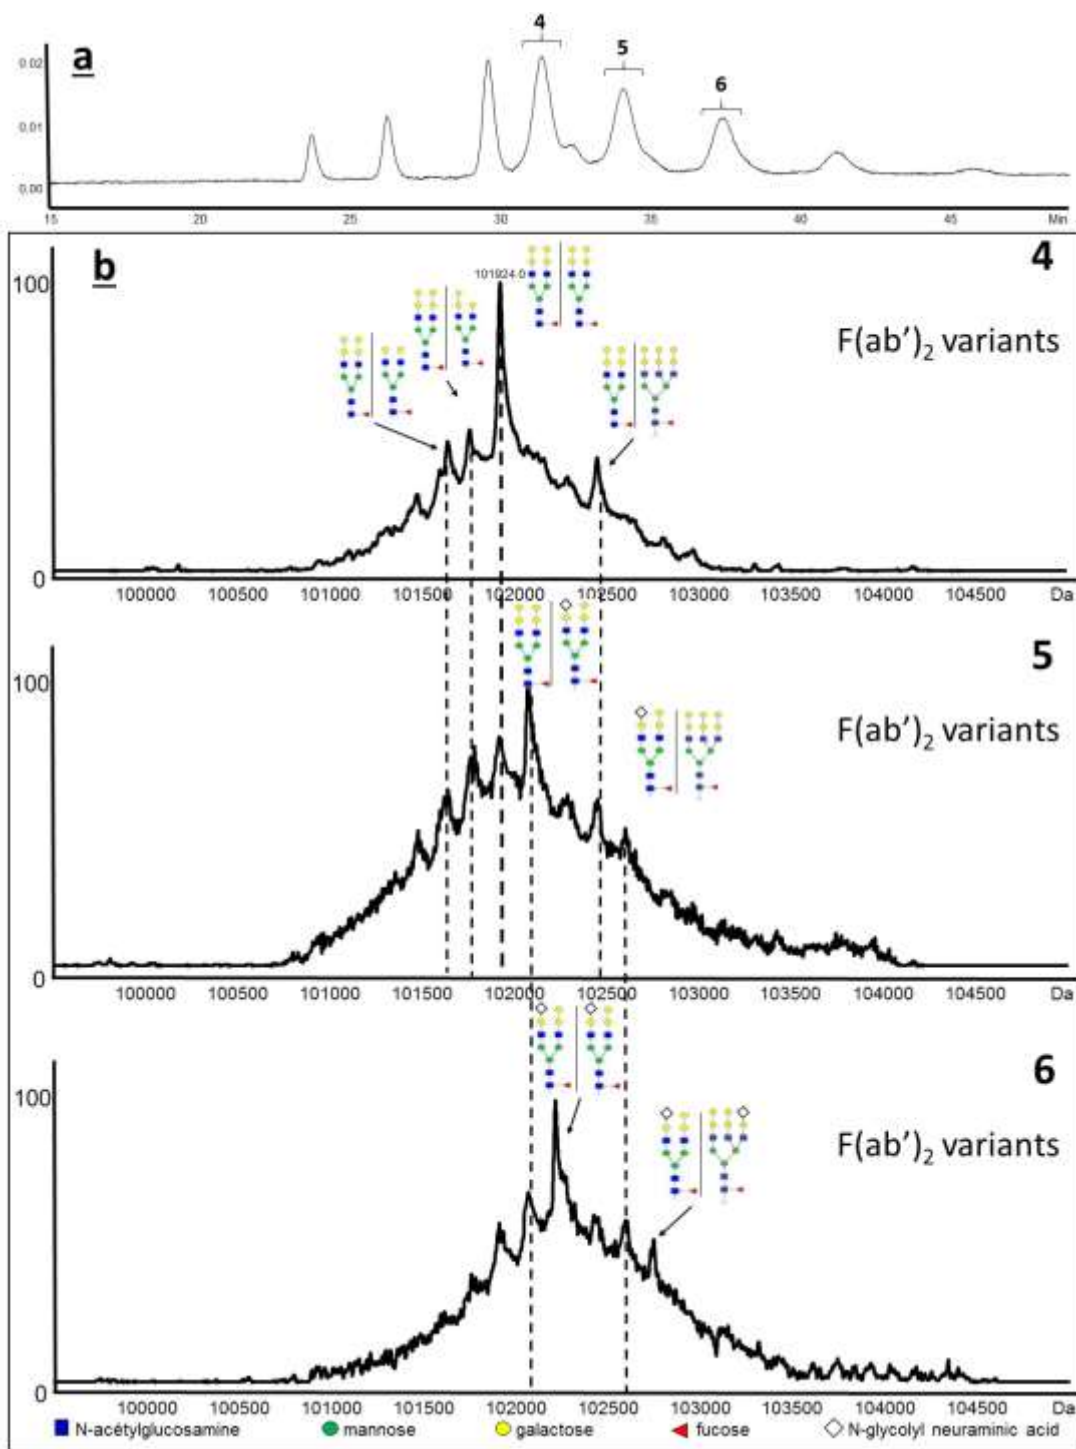 4
5
6
a
0.02
0.01
0.00
15 20 25 30 35 40 45 Min
b
4
100
101924.0
F(ab')2 variants
0
100000 100500 101000 101500 102000 102500 103000 103500 104000 104500 Da
5
100
F(ab')2 variants
0
100000 100500 101000 101500 102000 102500 103000 103500 104000 104500 Da
6
100
F(ab')2 variants
0
100000 100500 101000 101500 102000 102500 103000 103500 104000 104500 Da
N-acétylglucosamine mannose galactose fucose N-glycolyl neuraminic acid